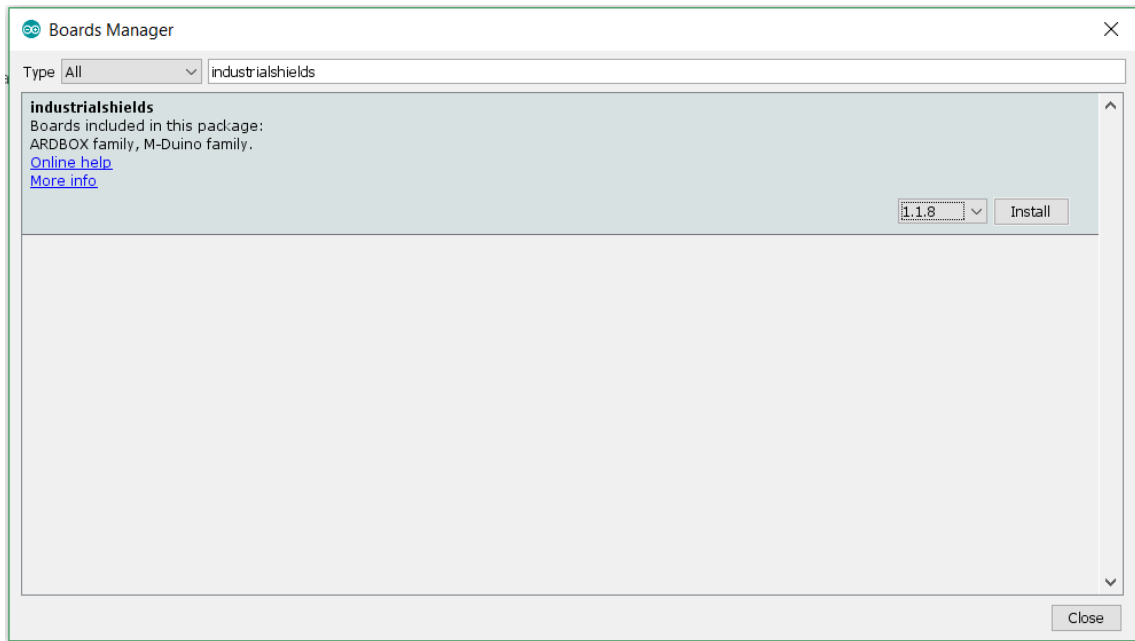 Boards Manager
Type All industrialshields
industrialshields
Boards included in this package:
ARDBOX family, M-Duino family.
Online help
More info
1.1.8 Install
Close